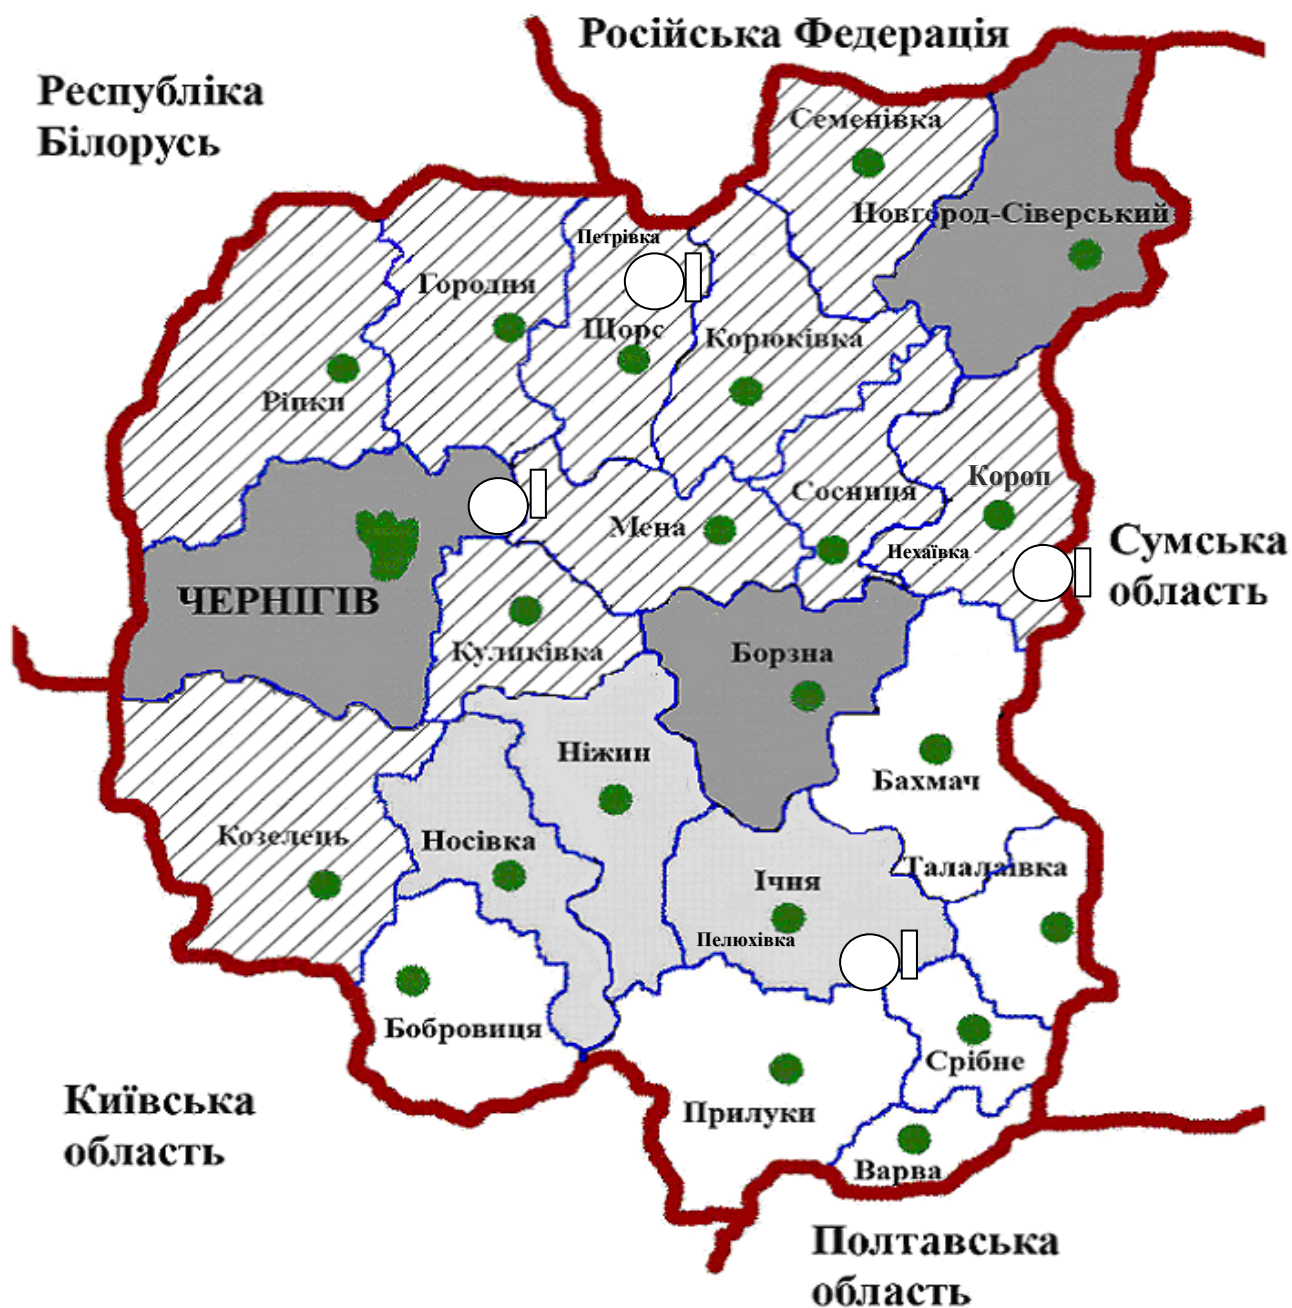 Російська Федерація
Республіка
Білорусь
Семенівка
Новгород-Сіверський
Петрівка
Городня
Щорс
Корюківка
Ріпки
Короп
Сосниця
Мена
Нехаївка
Сумська
область
ЧЕРНІГІВ
Куликівка
Борзна
Ніжин
Бахмач
Козелець
Носівка
Ічня
Талалаївка
Пелюхівка
Бобровиця
Срібне
Прилуки
Київська
область
Варва
Полтавська
область